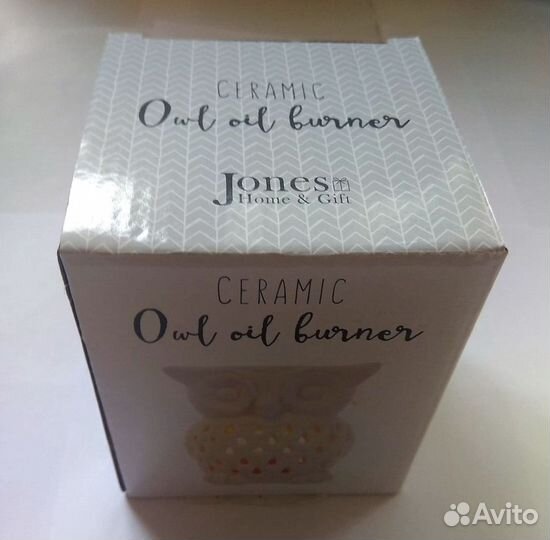 CERAMIC
Owl oil burner
Jones
Home & Gift
CERAMIC
Owl oil burner
Avito